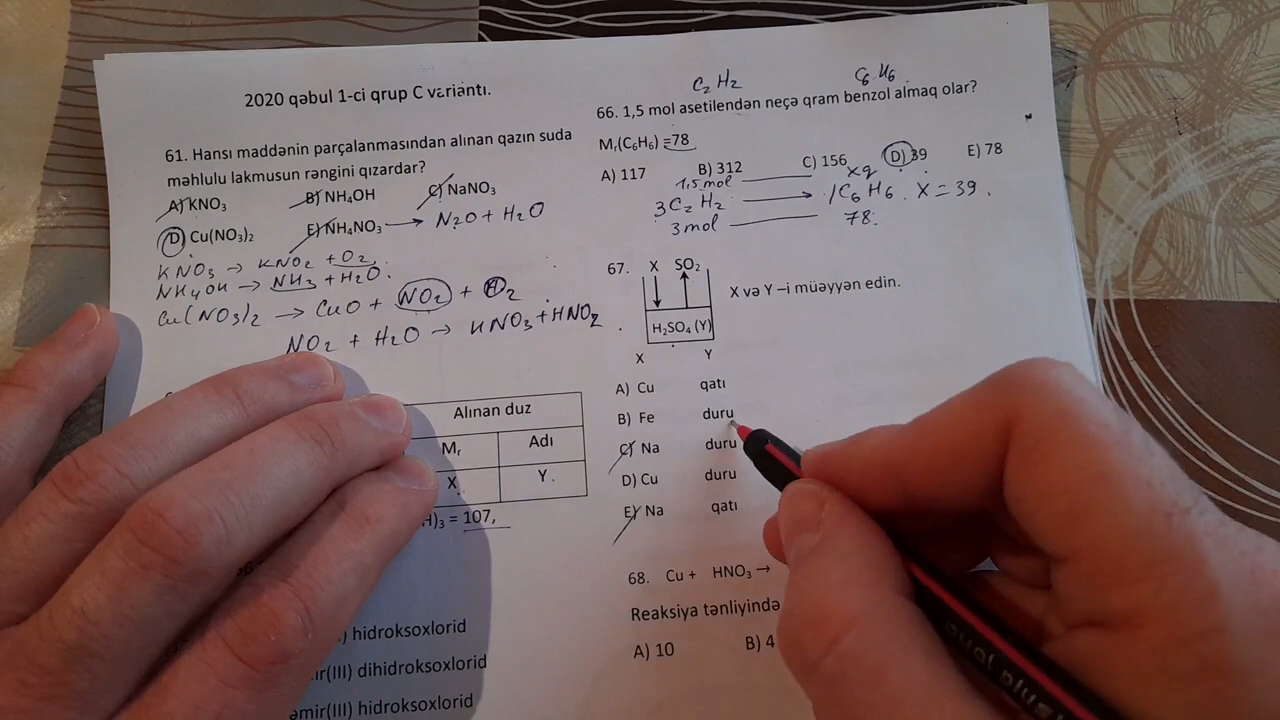 2020 qəbul 1-ci qrup C variantı.
61. Hansı maddənin parçalanmasından alınan qazın suda
məhlulu lakmusun rəngini qızardar?
A) KNO₃ B) NH₄OH C) NaNO₃
D) Cu(NO₃)₂ E) NH₄NO₃ → N₂O + H₂O
KNO₃ → KNO₂ + O₂
NH₄OH → NH₃ + H₂O.
Cu(NO₃)₂ → CuO + NO₂ + O₂
NO₂ + H₂O → HNO₃ + HNO₂
Alınan duz
Mᵣ Adı
X. Y.
H)₃ = 107,
) hidroksoxlorid
ir(III) dihidroksoxlorid
əmir(III) hidroksoxlorid
C₂H₂ C₆H₆
66. 1,5 mol asetilendən neçə qram benzol almaq olar?
Mᵣ(C₆H₆) =78
A) 117 B) 312 C) 156 D) 39 E) 78
1,5 mol xq
3C₂H₂ → 1C₆H₆. X = 39.
3 mol 78.
67. X SO₂
X və Y –i müəyyən edin.
H₂SO₄ (Y)
X Y
A) Cu qatı
B) Fe duru
C) Na duru
D) Cu duru
E) Na qatı
68. Cu + HNO₃ →
Reaksiya tənliyində
A) 10 B) 4
dual plus